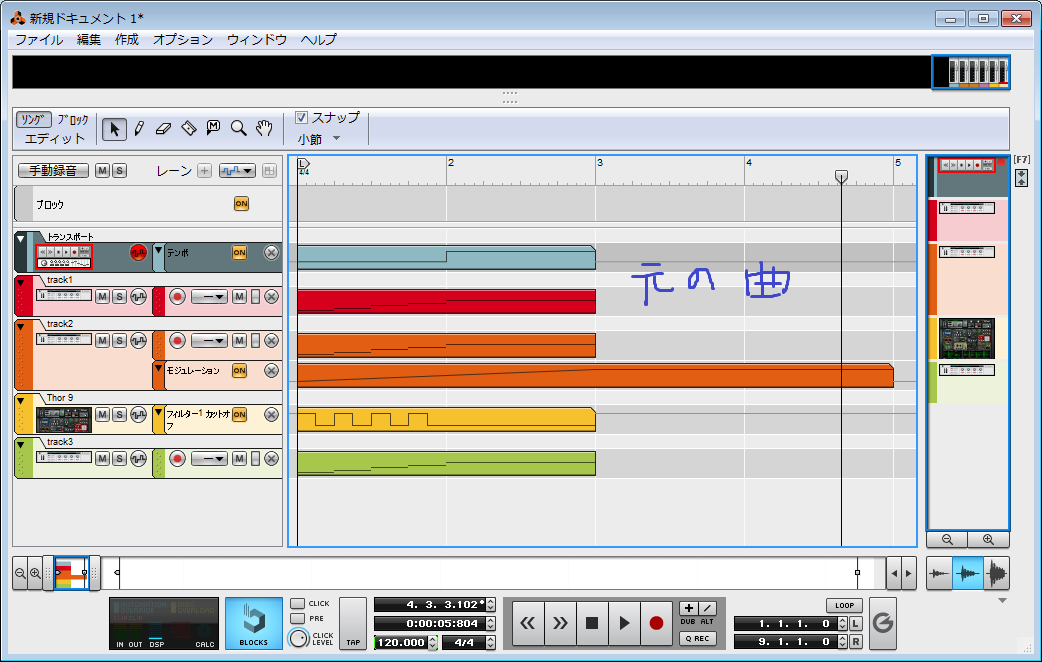 新規ドキュメント 1*
ファイル 編集 作成 オプション ウィンドウ ヘルプ
ソング ブロック
エディット
M
スナップ
小節
手動録音 M S レーン
L 2 3 4 5
4/4
[F7]
ブロック ON
トランスポート
テンポ ON
元の曲
track1
M S M
track2
M S M
モジュレーション ON
Thor 9
M S フィルター1 カットオフ ON
track3
M S M
IN OUT DSP CALC
BLOCKS
CLICK
PRE
CLICK LEVEL
TAP
4. 3. 3.102*
0:00:05:804
120.000 4/4
DUB ALT
Q REC
LOOP
1. 1. 1. 0 L
9. 1. 1. 0 R